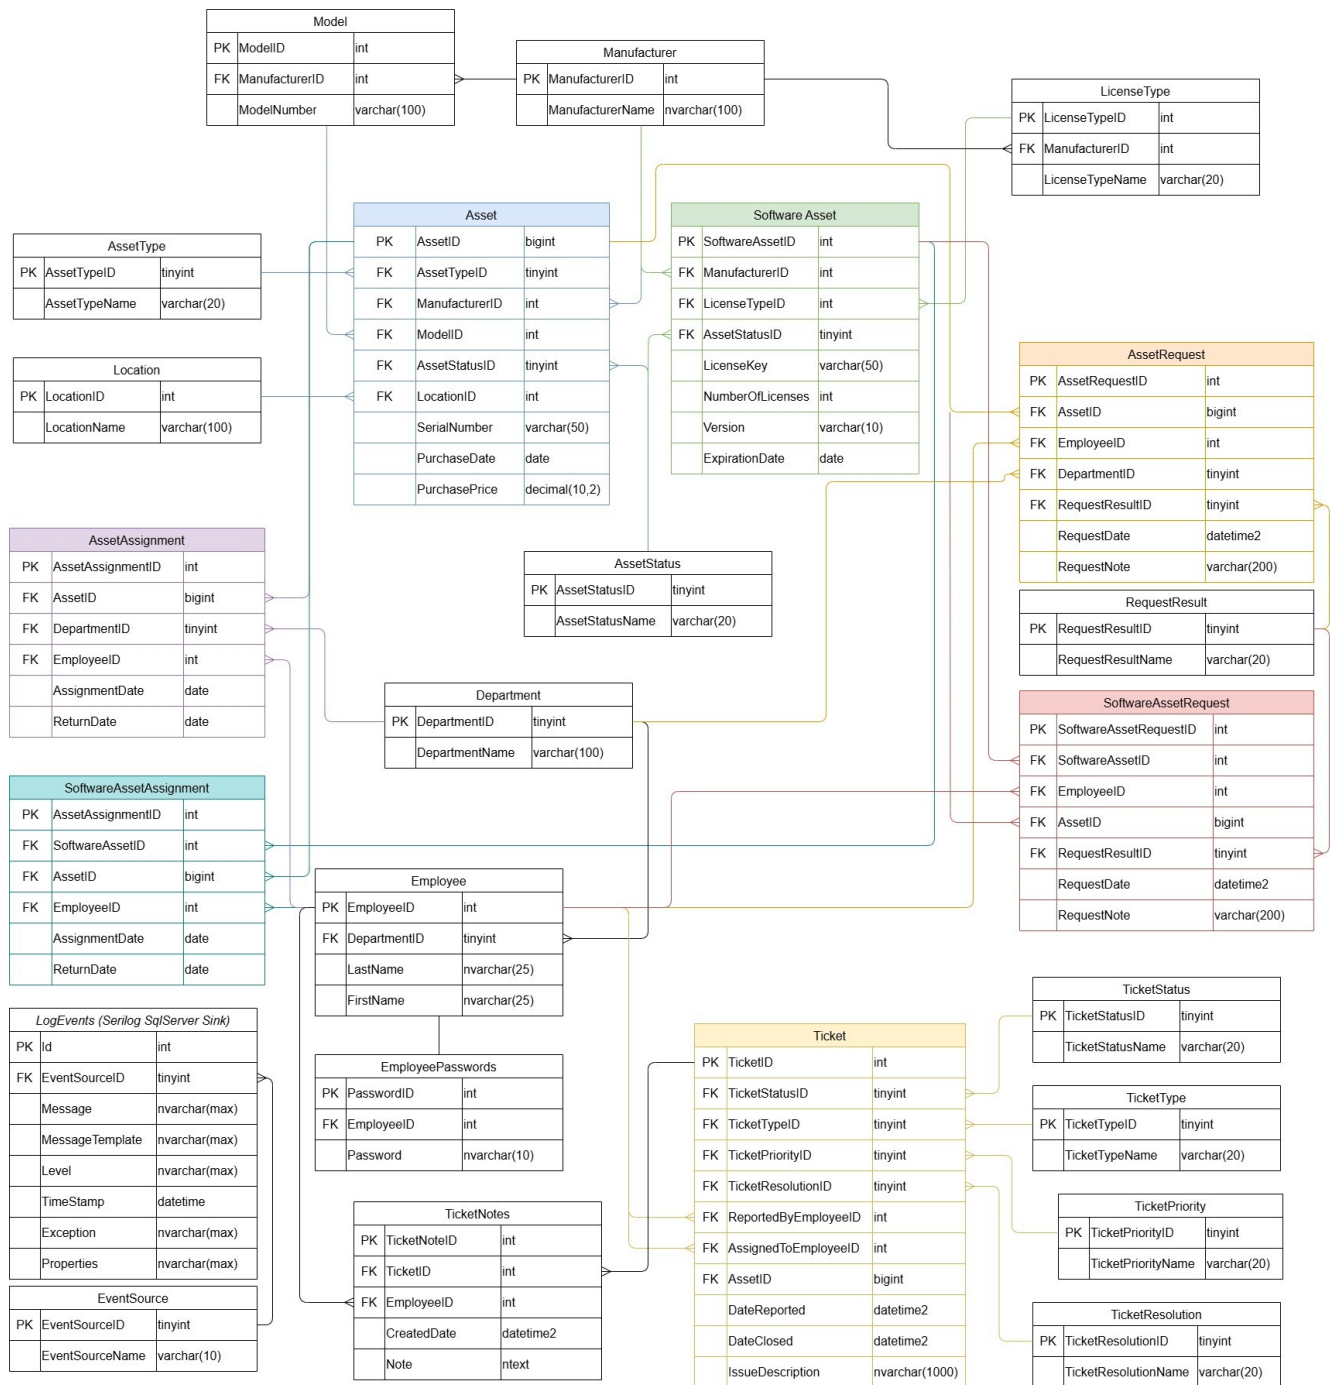 Model
PK ModelID int
FK ManufacturerID int
ModelNumber varchar(100)
Manufacturer
PK ManufacturerID int
ManufacturerName nvarchar(100)
LicenseType
PK LicenseTypeID int
FK ManufacturerID int
LicenseTypeName varchar(20)
Asset
PK AssetID bigint
FK AssetTypeID tinyint
FK ManufacturerID int
FK ModelID int
FK AssetStatusID tinyint
FK LocationID int
SerialNumber varchar(50)
PurchaseDate date
PurchasePrice decimal(10,2)
Software Asset
PK SoftwareAssetID int
FK ManufacturerID int
FK LicenseTypeID int
FK AssetStatusID tinyint
LicenseKey varchar(50)
NumberOfLicenses int
Version varchar(10)
ExpirationDate date
AssetType
PK AssetTypeID tinyint
AssetTypeName varchar(20)
Location
PK LocationID int
LocationName varchar(100)
AssetRequest
PK AssetRequestID int
FK AssetID bigint
FK EmployeeID int
FK DepartmentID tinyint
FK RequestResultID tinyint
RequestDate datetime2
RequestNote varchar(200)
AssetAssignment
PK AssetAssignmentID int
FK AssetID bigint
FK DepartmentID tinyint
FK EmployeeID int
AssignmentDate date
ReturnDate date
AssetStatus
PK AssetStatusID tinyint
AssetStatusName varchar(20)
RequestResult
PK RequestResultID tinyint
RequestResultName varchar(20)
Department
PK DepartmentID tinyint
DepartmentName varchar(100)
SoftwareAssetRequest
PK SoftwareAssetRequestID int
FK SoftwareAssetID int
FK EmployeeID int
FK AssetID bigint
FK RequestResultID tinyint
RequestDate datetime2
RequestNote varchar(200)
SoftwareAssetAssignment
PK AssetAssignmentID int
FK SoftwareAssetID int
FK AssetID bigint
FK EmployeeID int
AssignmentDate date
ReturnDate date
Employee
PK EmployeeID int
FK DepartmentID tinyint
LastName nvarchar(25)
FirstName nvarchar(25)
LogEvents (Serilog SqlServer Sink)
PK Id int
FK EventSourceID tinyint
Message nvarchar(max)
MessageTemplate nvarchar(max)
Level nvarchar(max)
TimeStamp datetime
Exception nvarchar(max)
Properties nvarchar(max)
EventSource
PK EventSourceID tinyint
EventSourceName varchar(10)
EmployeePasswords
PK PasswordID int
FK EmployeeID int
Password nvarchar(10)
TicketNotes
PK TicketNoteID int
FK TicketID int
FK EmployeeID int
CreatedDate datetime2
Note ntext
Ticket
PK TicketID int
FK TicketStatusID tinyint
FK TicketTypeID tinyint
FK TicketPriorityID tinyint
FK TicketResolutionID tinyint
FK ReportedByEmployeeID int
FK AssignedToEmployeeID int
FK AssetID bigint
DateReported datetime2
DateClosed datetime2
IssueDescription nvarchar(1000)
TicketStatus
PK TicketStatusID tinyint
TicketStatusName varchar(20)
TicketType
PK TicketTypeID tinyint
TicketTypeName varchar(20)
TicketPriority
PK TicketPriorityID tinyint
TicketPriorityName varchar(20)
TicketResolution
PK TicketResolutionID tinyint
TicketResolutionName varchar(20)